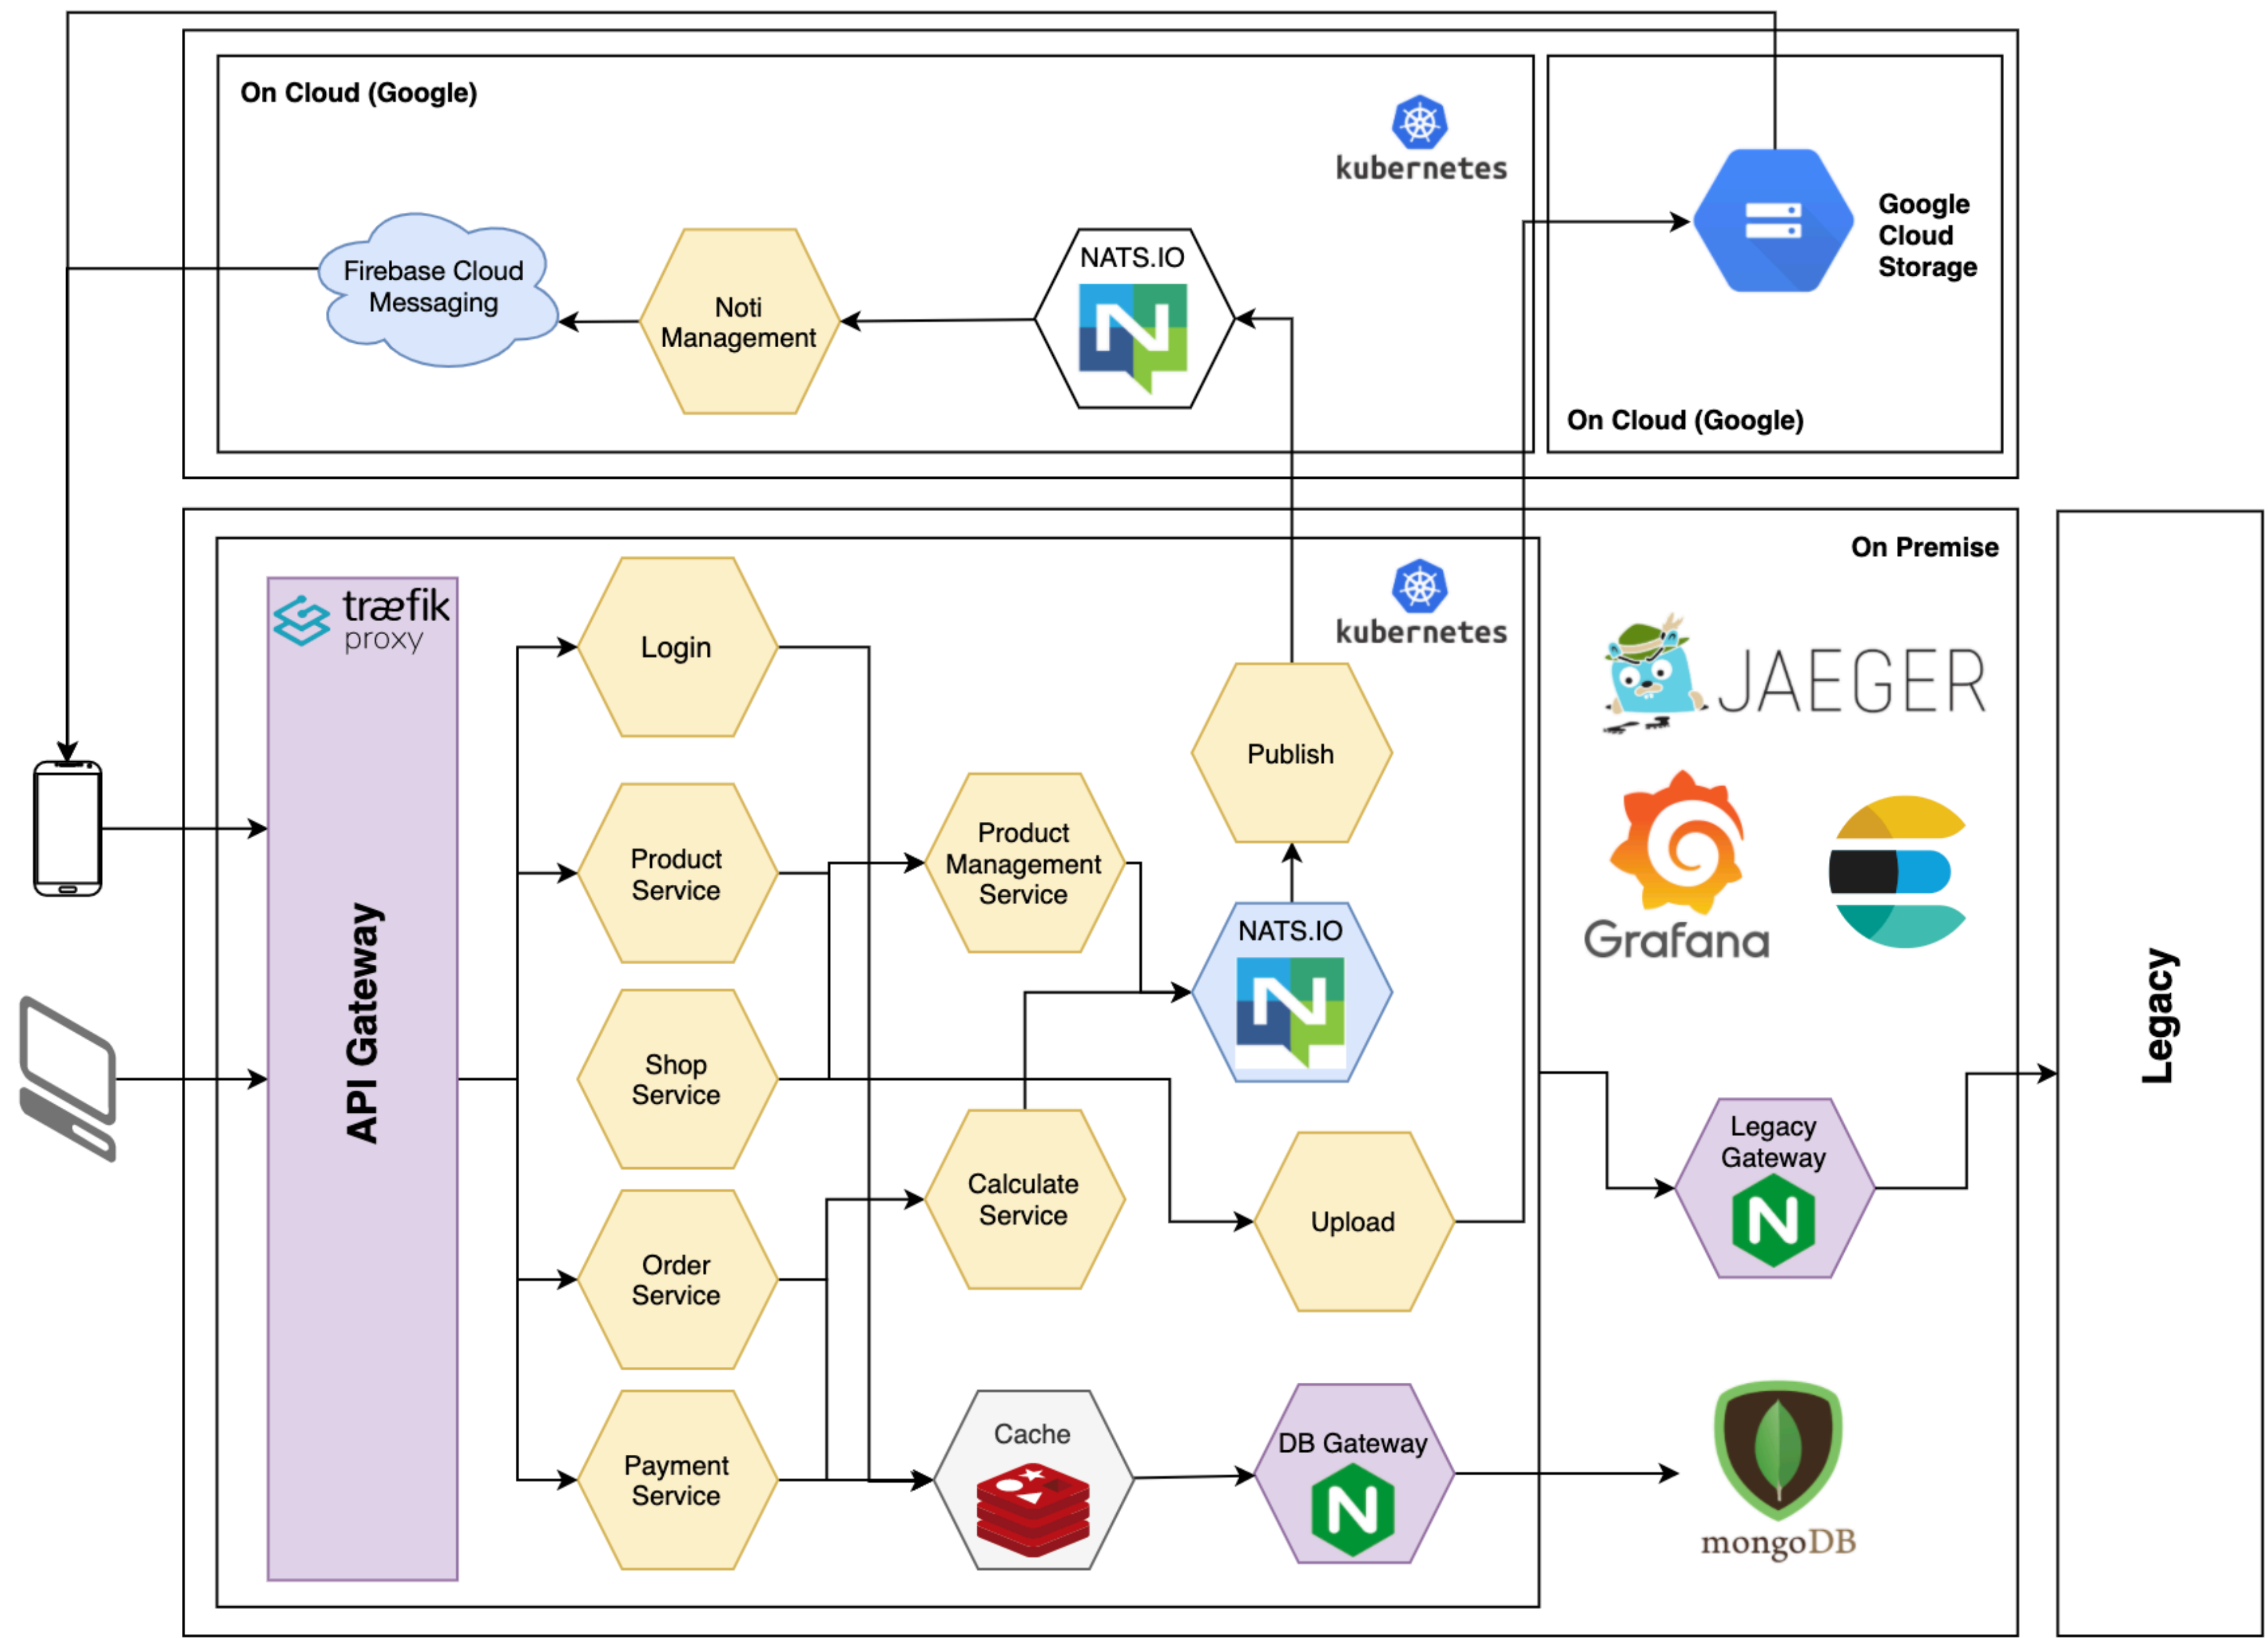 On Cloud (Google)
kubernetes
Google
Cloud
Storage
On Cloud (Google)
Firebase Cloud
Messaging
Noti
Management
NATS.IO
N
On Premise
træfik
proxy
API Gateway
kubernetes
Login
Product
Service
Shop
Service
Order
Service
Payment
Service
Product
Management
Service
Calculate
Service
Cache
Publish
NATS.IO
N
Upload
DB Gateway
N
JAEGER
Grafana
Legacy
Gateway
N
mongoDB
Legacy